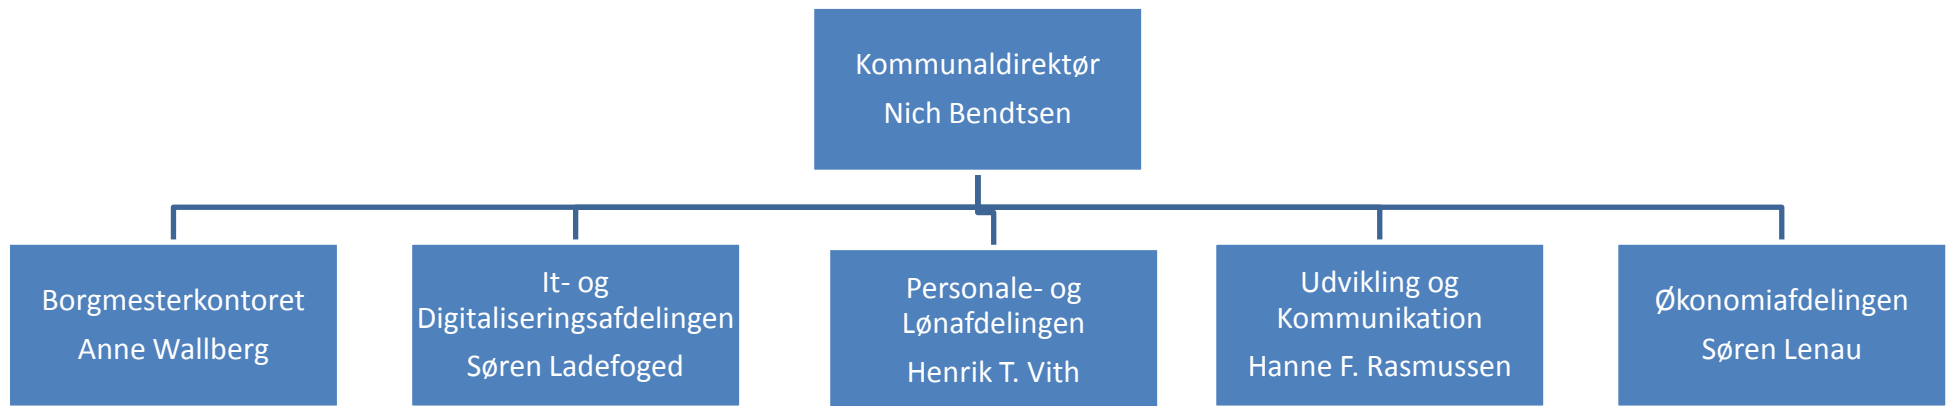 Kommunaldirektør
Nich Bendtsen
Borgmesterkontoret
Anne Wallberg
It- og
Digitaliseringsafdelingen
Søren Ladefoged
Personale- og
Lønafdelingen
Henrik T. Vith
Udvikling og
Kommunikation
Hanne F. Rasmussen
Økonomiafdelingen
Søren Lenau